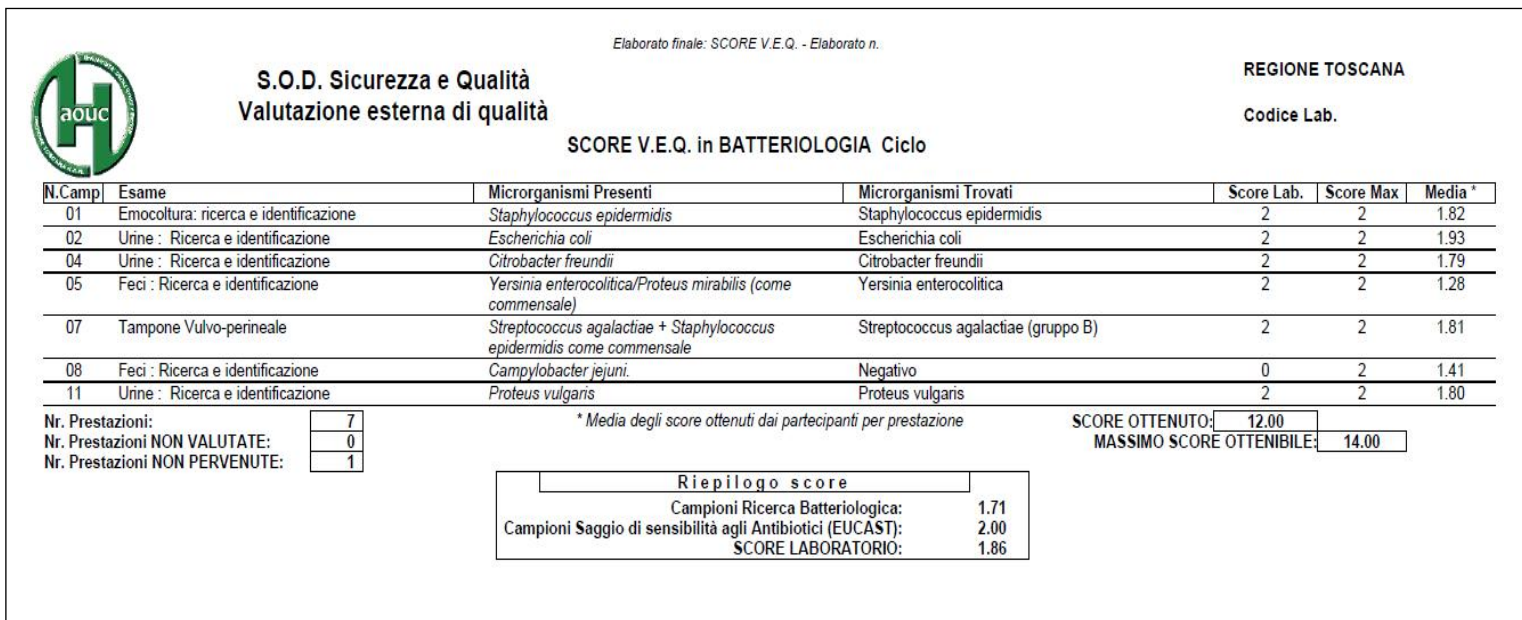 Elaborato finale: SCORE V.E.Q. - Elaborato n.
REGIONE TOSCANA
S.O.D. Sicurezza e Qualità
Valutazione esterna di qualità
Codice Lab.
aouc
SCORE V.E.Q. in BATTERIOLOGIA Ciclo
N.Camp Esame Microrganismi Presenti Microrganismi Trovati Score Lab. Score Max Media *
01 Emocoltura: ricerca e identificazione Staphylococcus epidermidis Staphylococcus epidermidis 2 2 1.82
02 Urine : Ricerca e identificazione Escherichia coli Escherichia coli 2 2 1.93
04 Urine : Ricerca e identificazione Citrobacter freundii Citrobacter freundii 2 2 1.79
05 Feci : Ricerca e identificazione Yersinia enterocolitica/Proteus mirabilis (come Yersinia enterocolitica 2 2 1.28
commensale)
07 Tampone Vulvo-perineale Streptococcus agalactiae + Staphylococcus Streptococcus agalactiae (gruppo B) 2 2 1.81
epidermidis come commensale
08 Feci : Ricerca e identificazione Campylobacter jejuni. Negativo 0 2 1.41
11 Urine : Ricerca e identificazione Proteus vulgaris Proteus vulgaris 2 2 1.80
Nr. Prestazioni: 7 * Media degli score ottenuti dai partecipanti per prestazione SCORE OTTENUTO: 12.00
Nr. Prestazioni NON VALUTATE: 0 MASSIMO SCORE OTTENIBILE: 14.00
Nr. Prestazioni NON PERVENUTE: 1
Riepilogo score
Campioni Ricerca Batteriologica: 1.71
Campioni Saggio di sensibilità agli Antibiotici (EUCAST): 2.00
SCORE LABORATORIO: 1.86